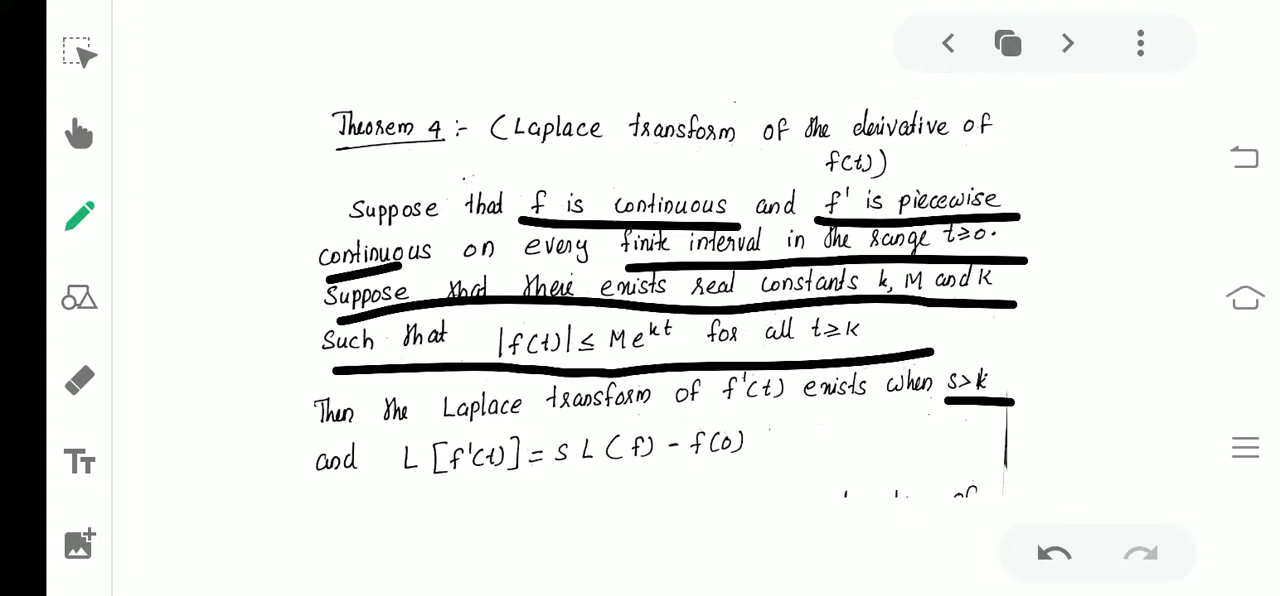 Theorem 4 :- (Laplace transform of the derivative of
f(t))
Suppose that f is continuous and f' is piecewise
continuous on every finite interval in the range t≥0.
Suppose that there exists real constants k, M and K
Such that |f(t)| ≤ Me^kt for all t≥K
Then the Laplace transform of f'(t) exists when s>k
and L [f'(t)] = s L (f) - f(0)
TT